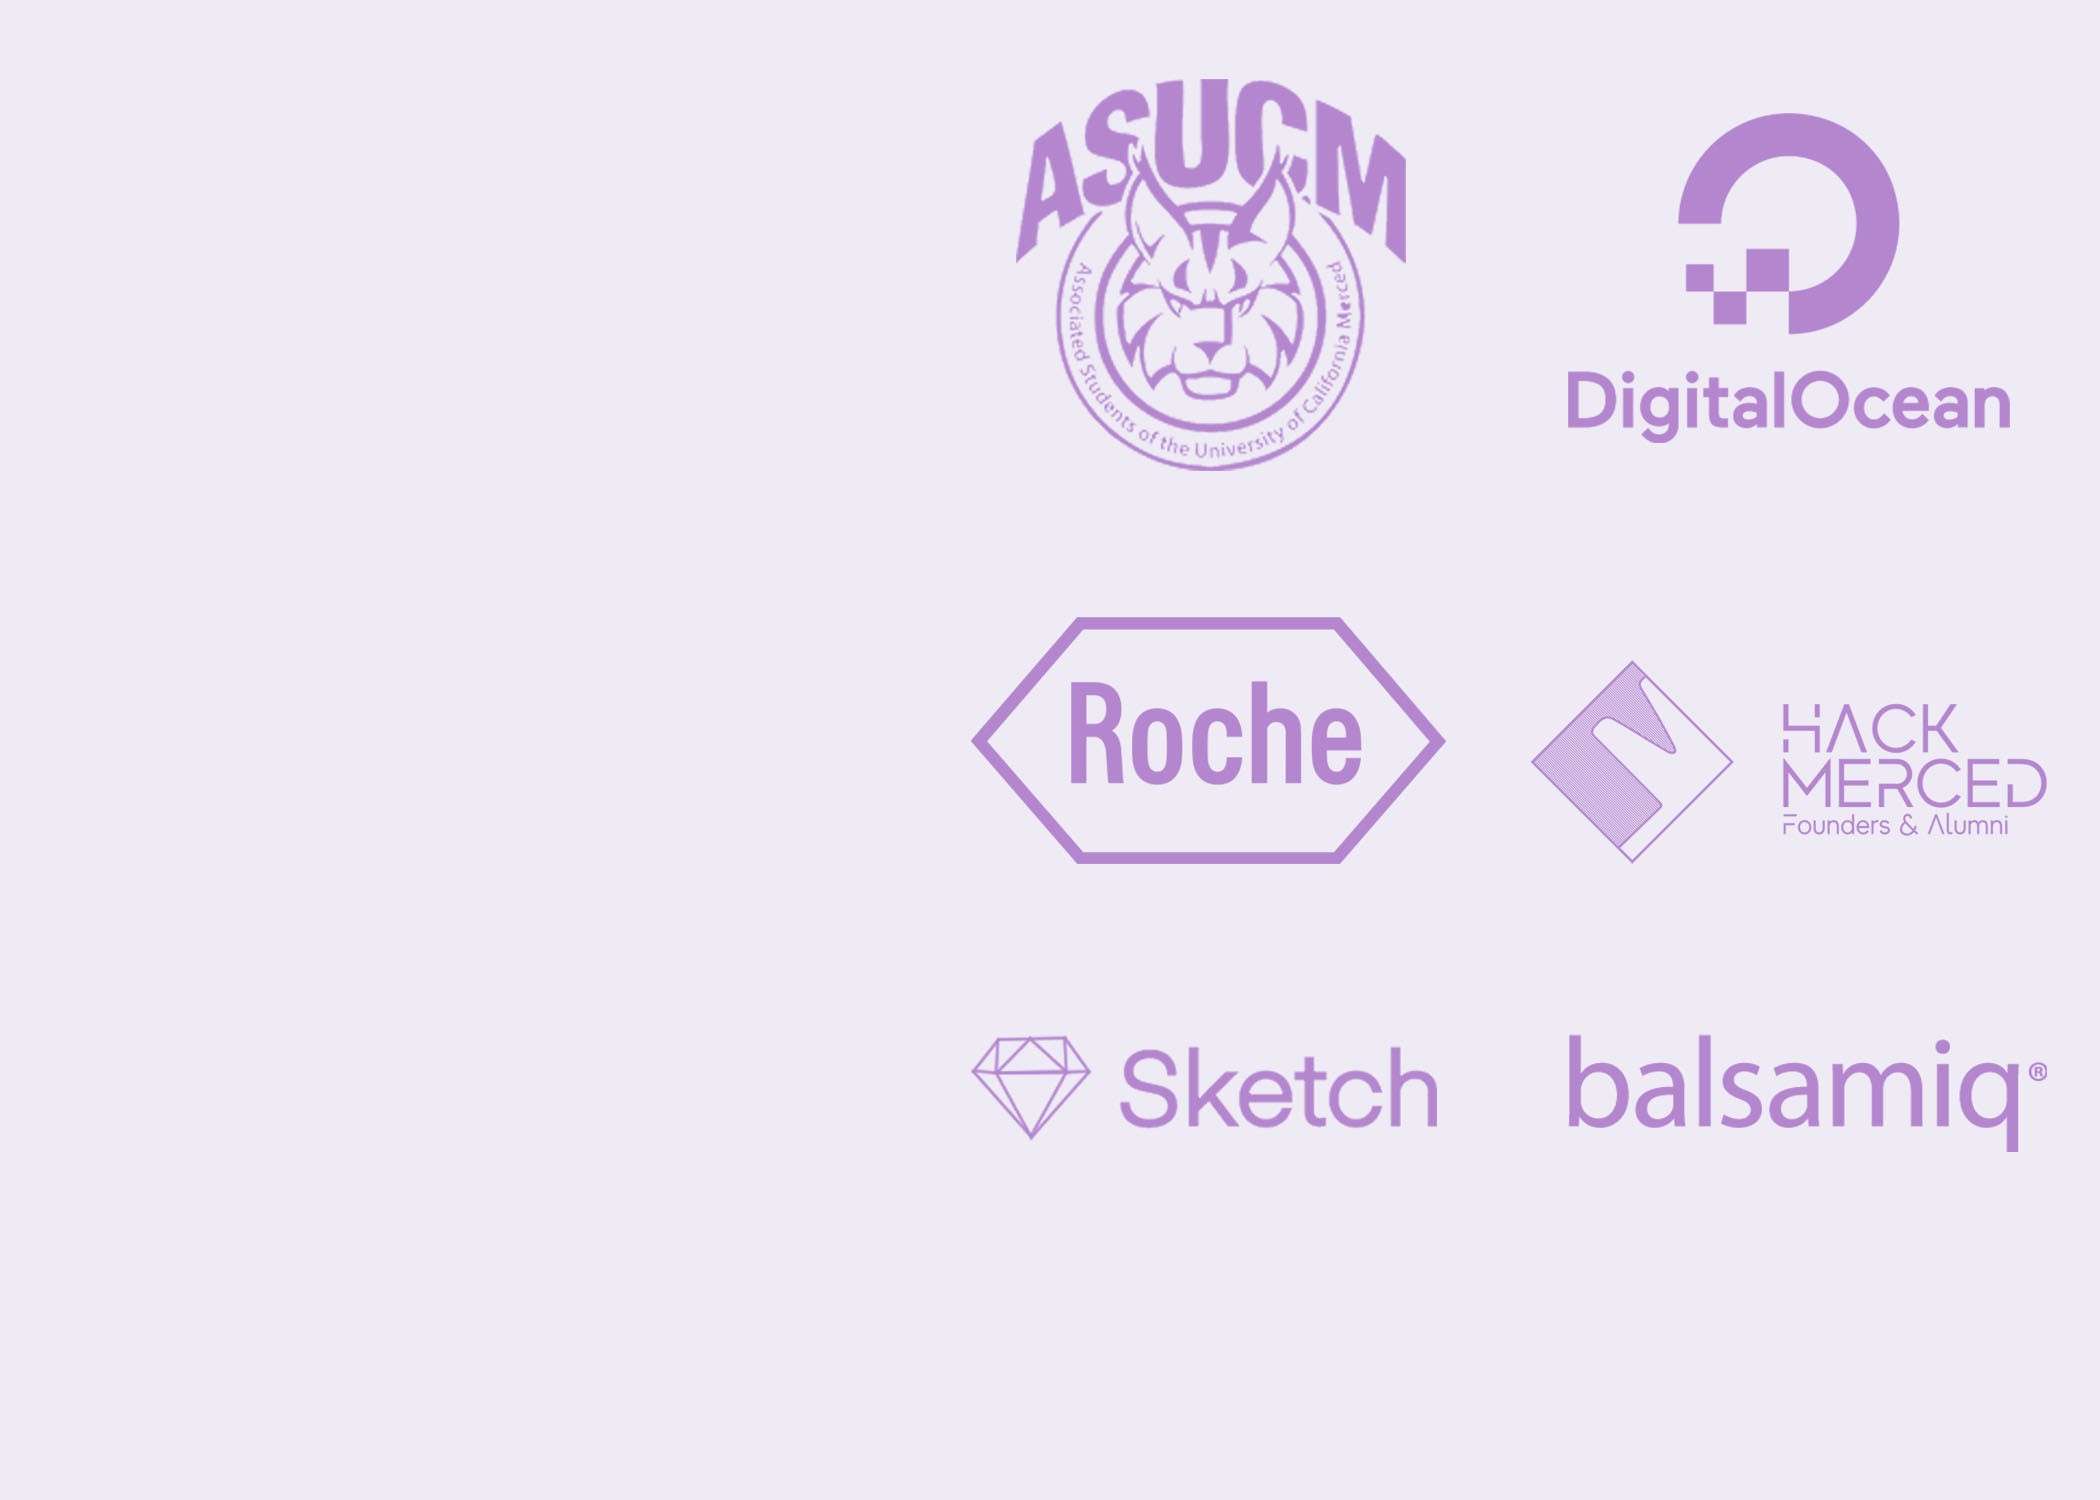 ASUCM
Associated Students of the University of California Merced
DigitalOcean
Roche
HACK
MERCED
Founders & Alumni
Sketch
balsamiq®